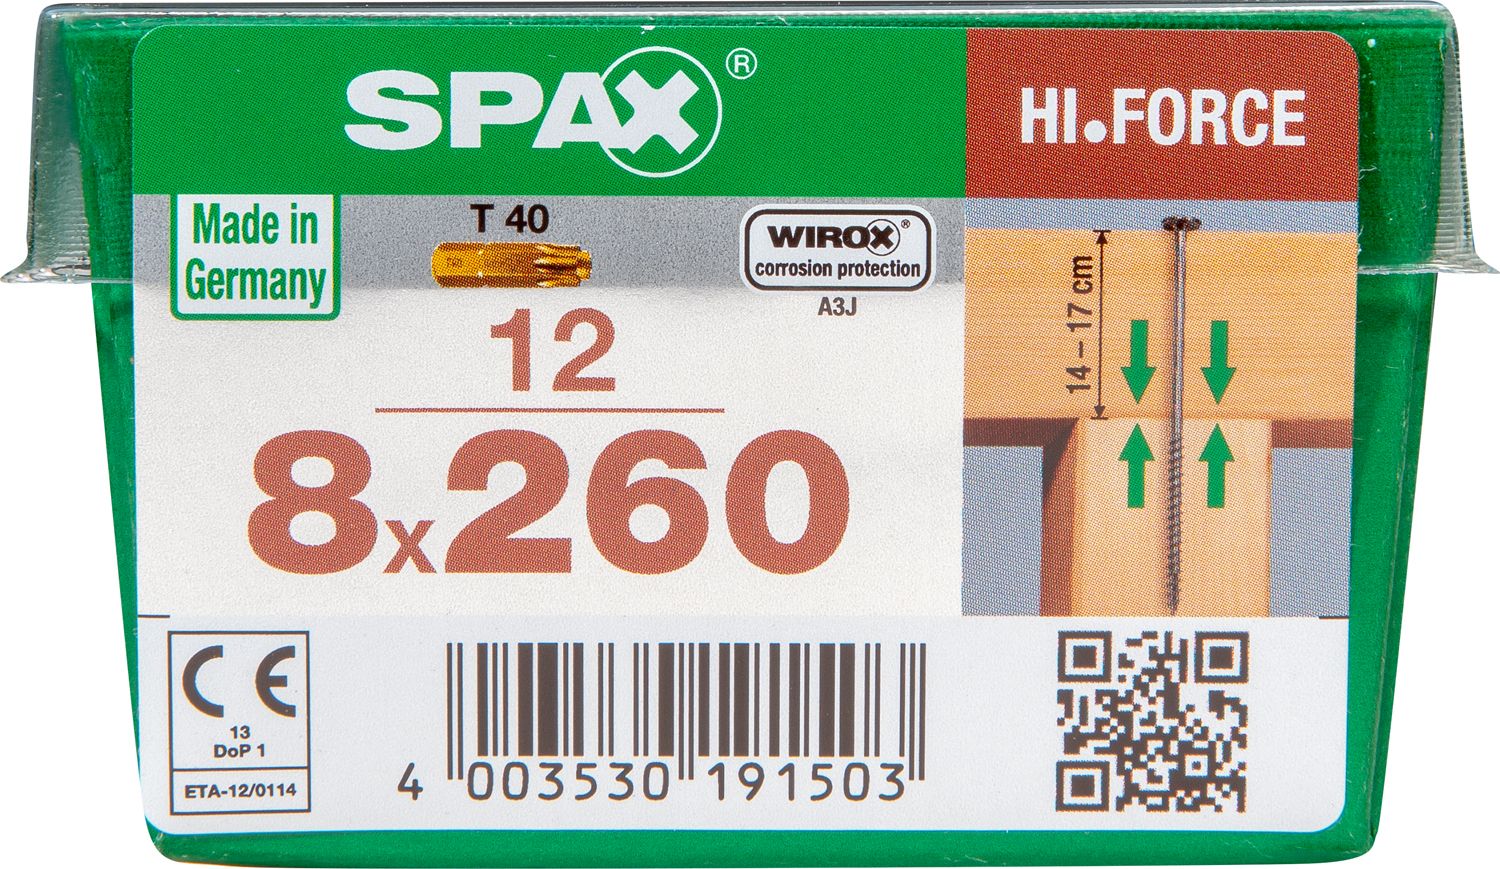 SPAX®
HI.FORCE
Made in
Germany
T 40
WIROX®
corrosion protection
A3J
12
8x260
14 – 17 cm
CE
13
DoP 1
ETA-12/0114
4 003530 191503